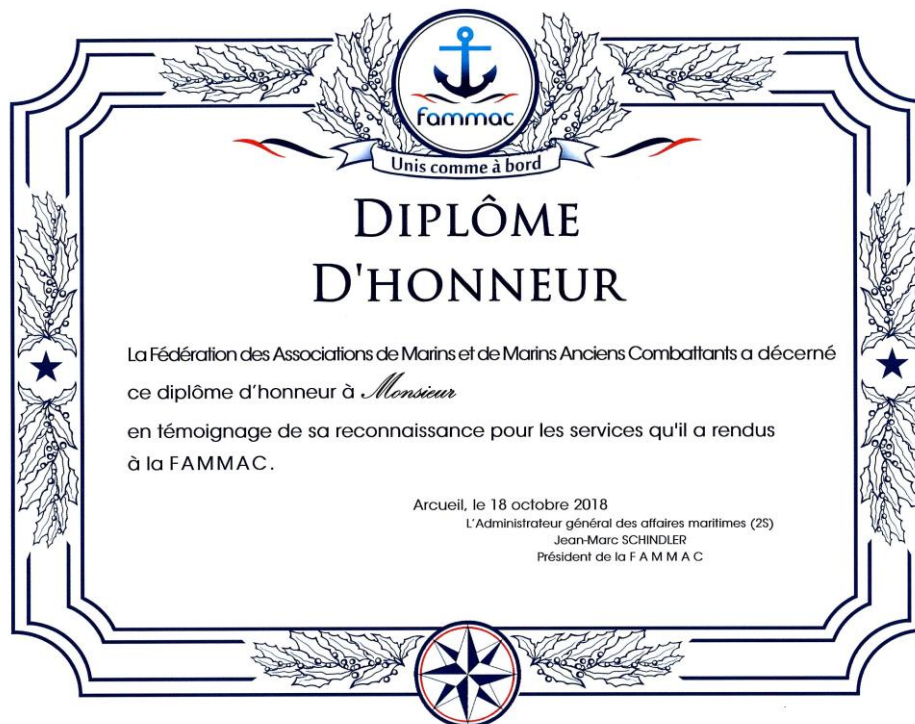 fammac
Unis comme à bord
DIPLÔME
D'HONNEUR
La Fédération des Associations de Marins et de Marins Anciens Combattants a décerné
ce diplôme d'honneur à Monsieur
en témoignage de sa reconnaissance pour les services qu'il a rendus
à la FAMMAC.
Arcueil, le 18 octobre 2018
L'Administrateur général des affaires maritimes (2S)
Jean-Marc SCHINDLER
Président de la F A M M A C